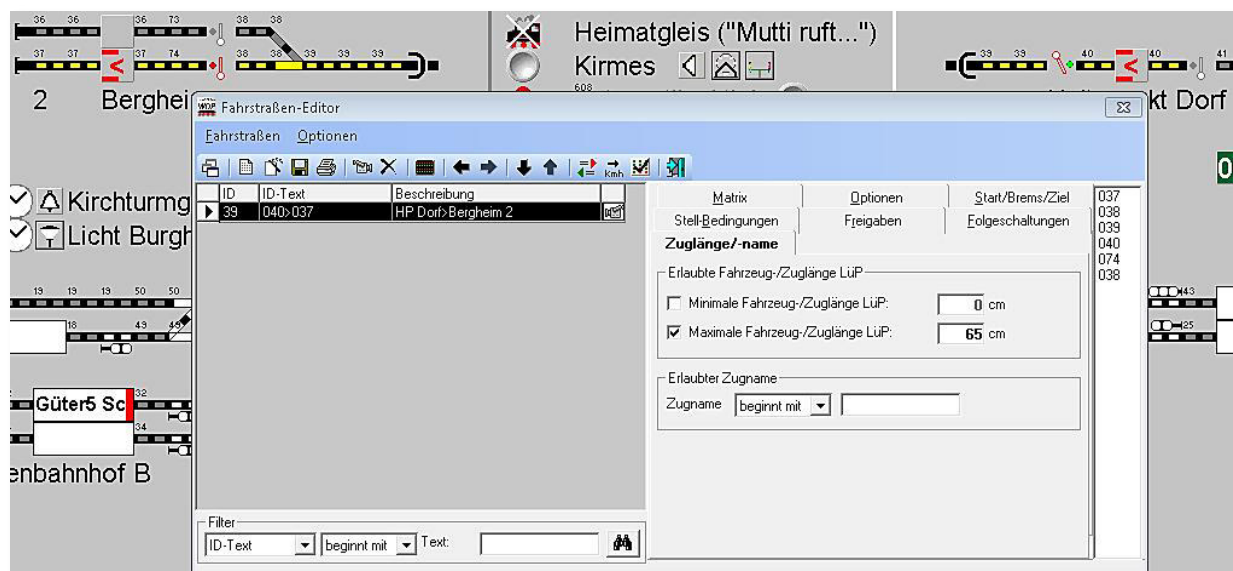 36 36 36 73 38 38
Heimatgleis ("Mutti ruft...")
37 37 37 74 38 38 39 39 39
39 39 40 40 41
Kirmes
608
2 Berghei
kt Dorf
WDP Fahrstraßen-Editor
Fahrstraßen Optionen
Kmh
0
ID ID-Text Beschreibung
39 040>037 HP Dorf>Bergheim 2
Matrix Optionen Start/Brems/Ziel
Stell-Bedingungen Freigaben Folgeschaltungen
Zuglänge/-name
037
038
039
040
074
038
Kirchturmg
Licht Burgh
Erlaubte Fahrzeug-/Zuglänge LüP
Minimale Fahrzeug-/Zuglänge LüP: 0 cm
Maximale Fahrzeug-/Zuglänge LüP: 65 cm
19 19 19 50 50
43
18 49 49
25
Erlaubter Zugname
Zugname beginnt mit
Güter5 Sc 32
34
enbahnhof B
Filter
ID-Text beginnt mit Text: